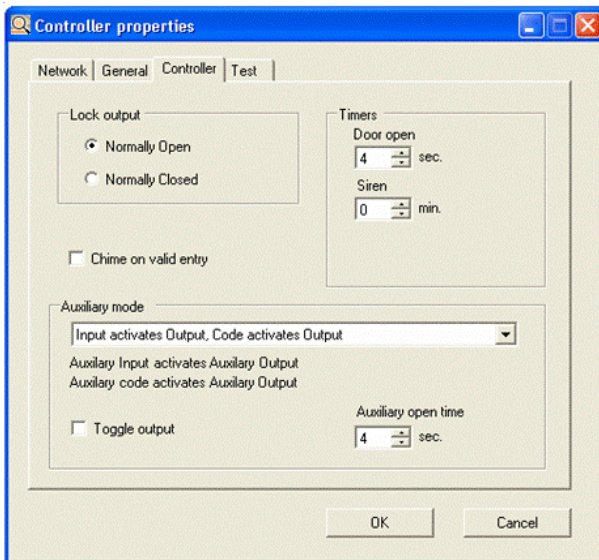 Controller properties
Network General Controller Test
Lock output
Normally Open
Normally Closed
Timers
Door open
4 sec.
Siren
0 min.
Chime on valid entry
Auxiliary mode
Input activates Output, Code activates Output
Auxilary Input activates Auxilary Output
Auxilary code activates Auxilary Output
Toggle output
Auxiliary open time
4 sec.
OK Cancel